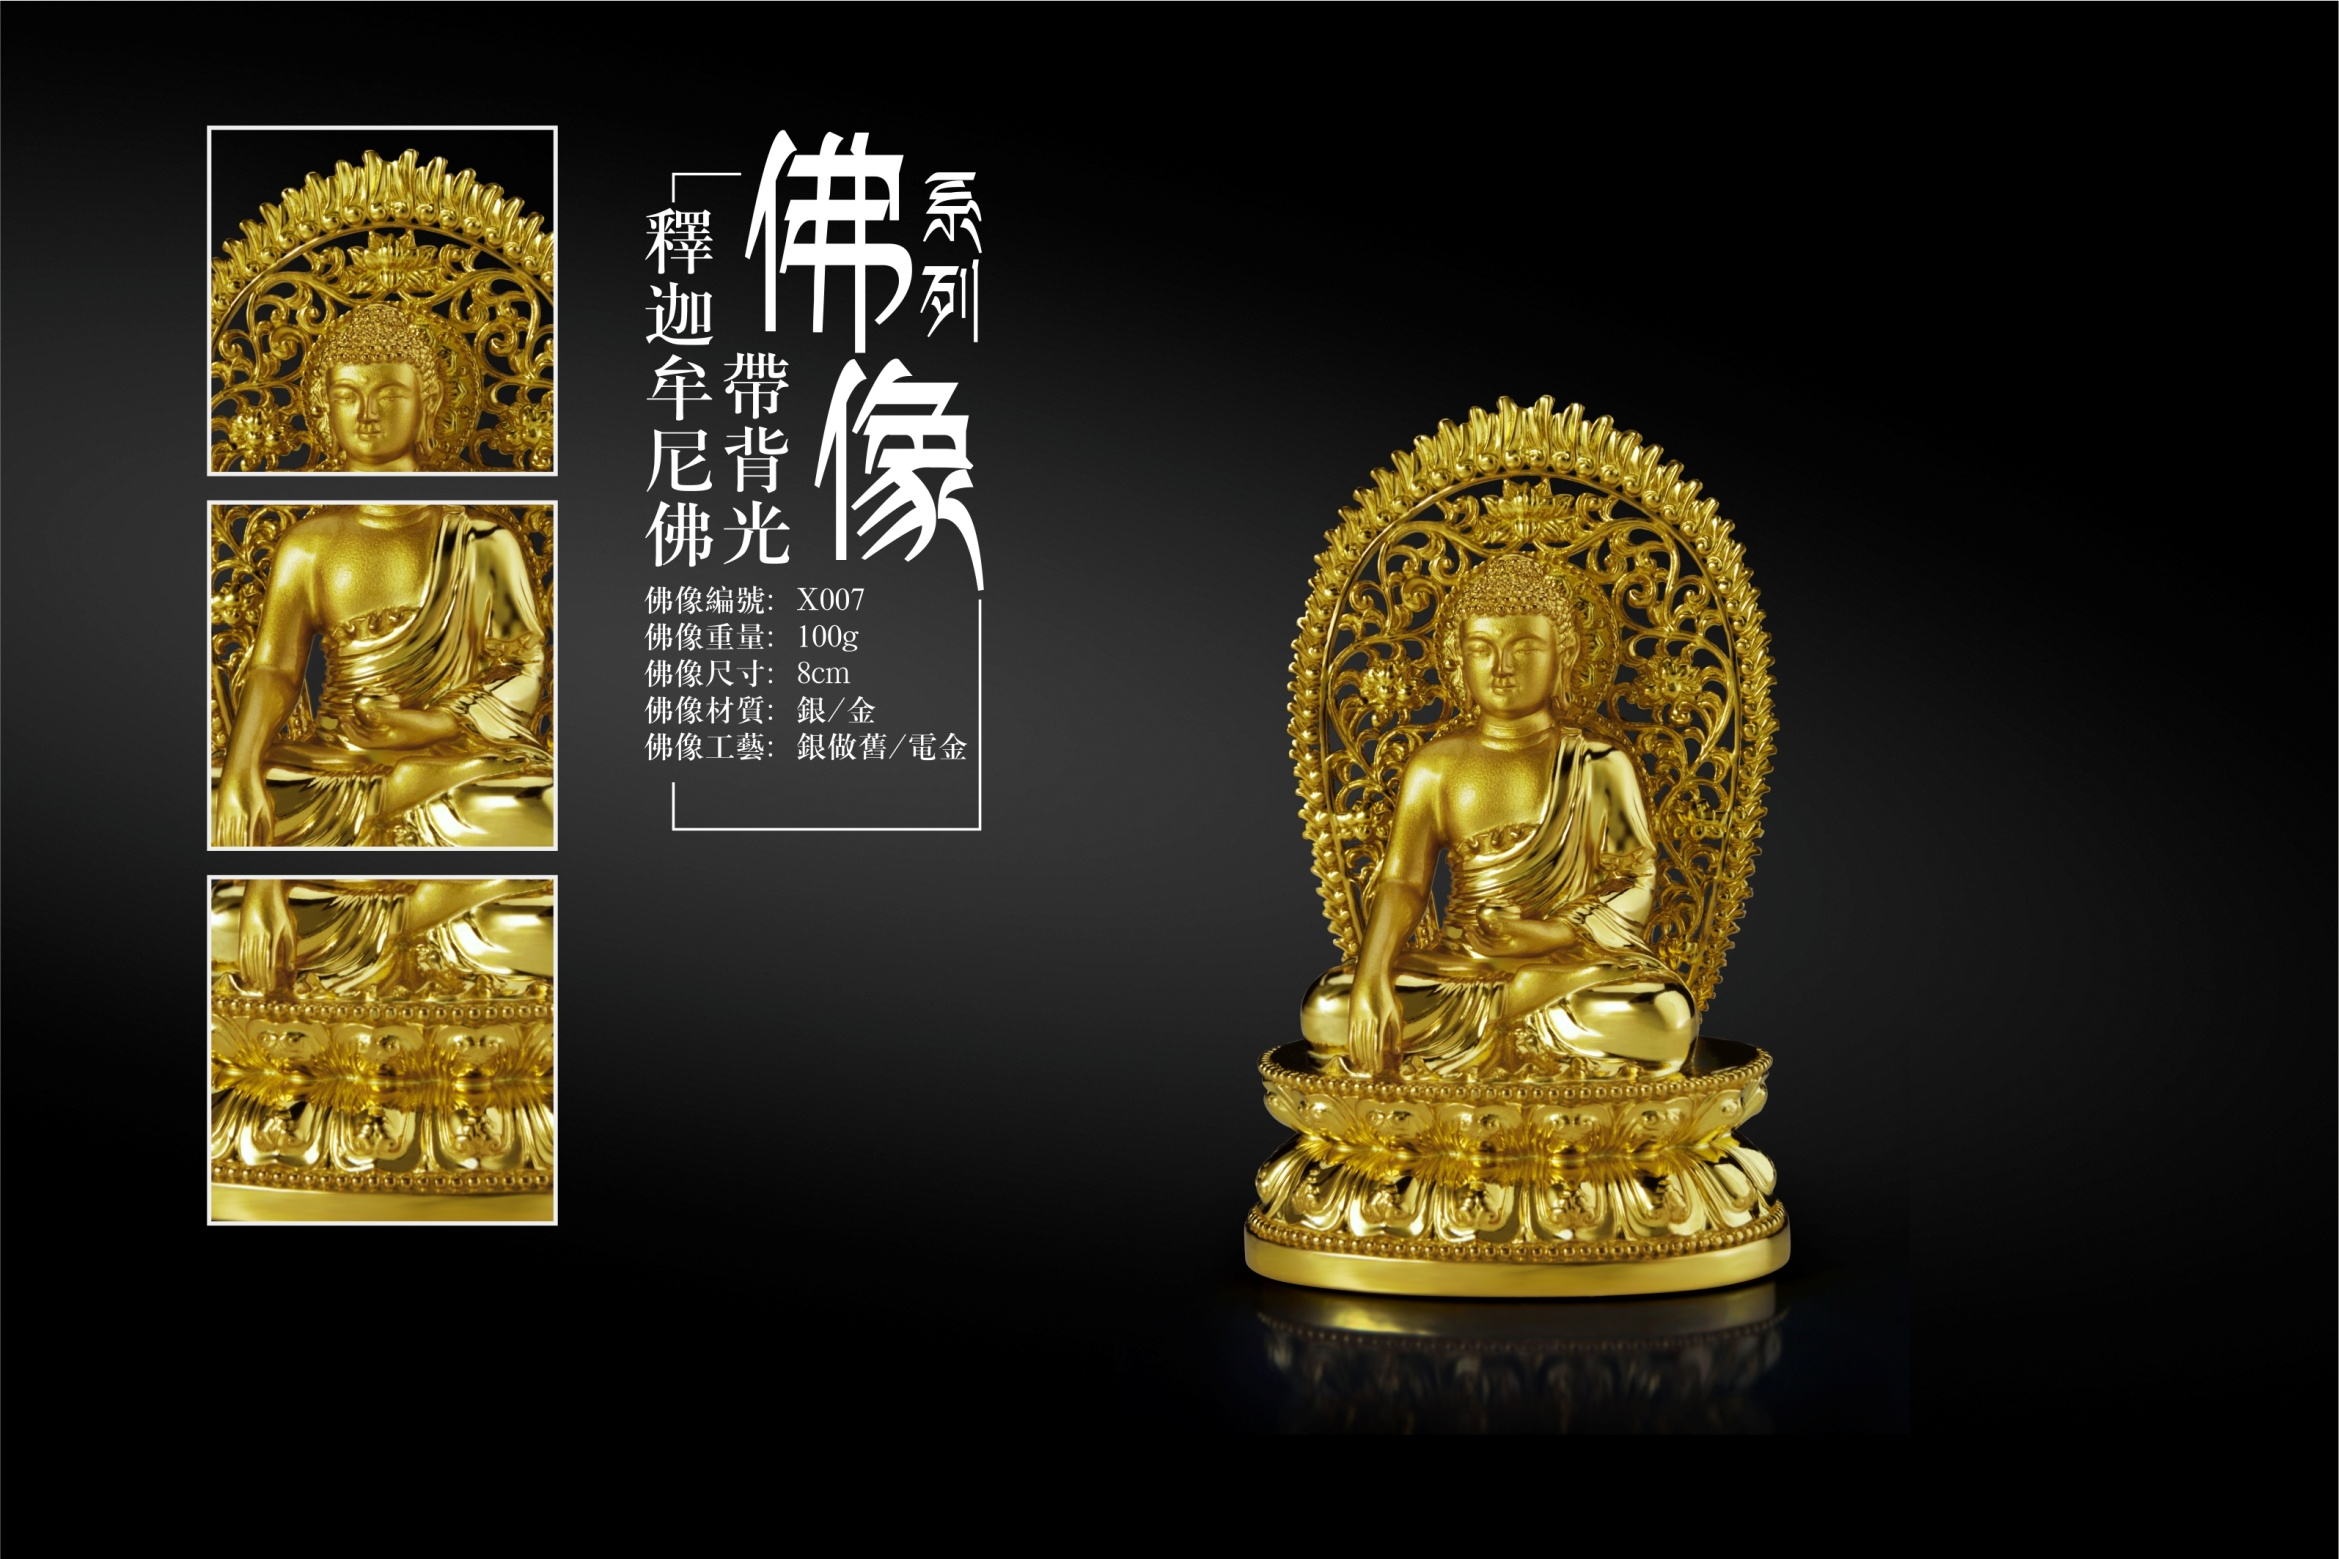 佛像
系列
釋迦牟尼佛
帶背光
佛像編號： X007
佛像重量： 100g
佛像尺寸： 8cm
佛像材質： 銀/金
佛像工藝： 銀做舊/電金